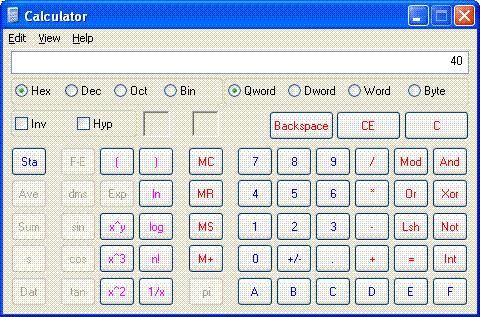 Calculator
Edit View Help
40
Hex Dec Oct Bin Qword Dword Word Byte
Inv Hyp Backspace CE C
Sta F-E ( ) MC 7 8 9 / Mod And
Ave dms Exp ln MR 4 5 6 * Or Xor
Sum sin x^y log MS 1 2 3 - Lsh Not
s cos x^3 n! M+ 0 +/- . + = Int
Dat tan x^2 1/x pi A B C D E F